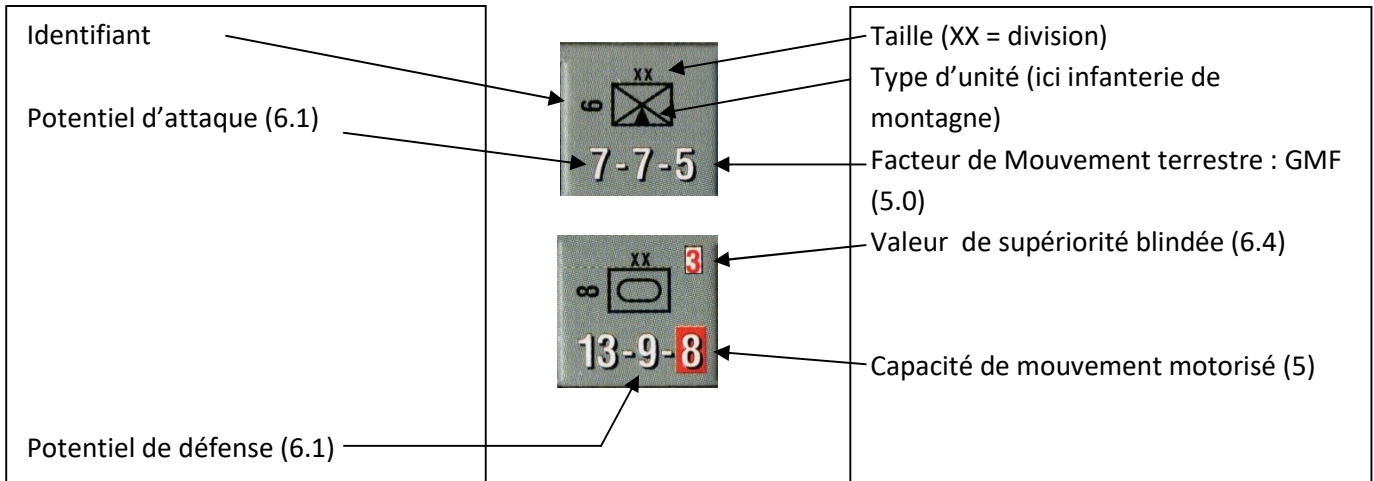 Identifiant
Potentiel d'attaque (6.1)
Potentiel de défense (6.1)
XX
6
7-7-5
XX
3
8
13-9-8
Taille (XX = division)
Type d'unité (ici infanterie de
montagne)
Facteur de Mouvement terrestre : GMF
(5.0)
Valeur de supériorité blindée (6.4)
Capacité de mouvement motorisé (5)